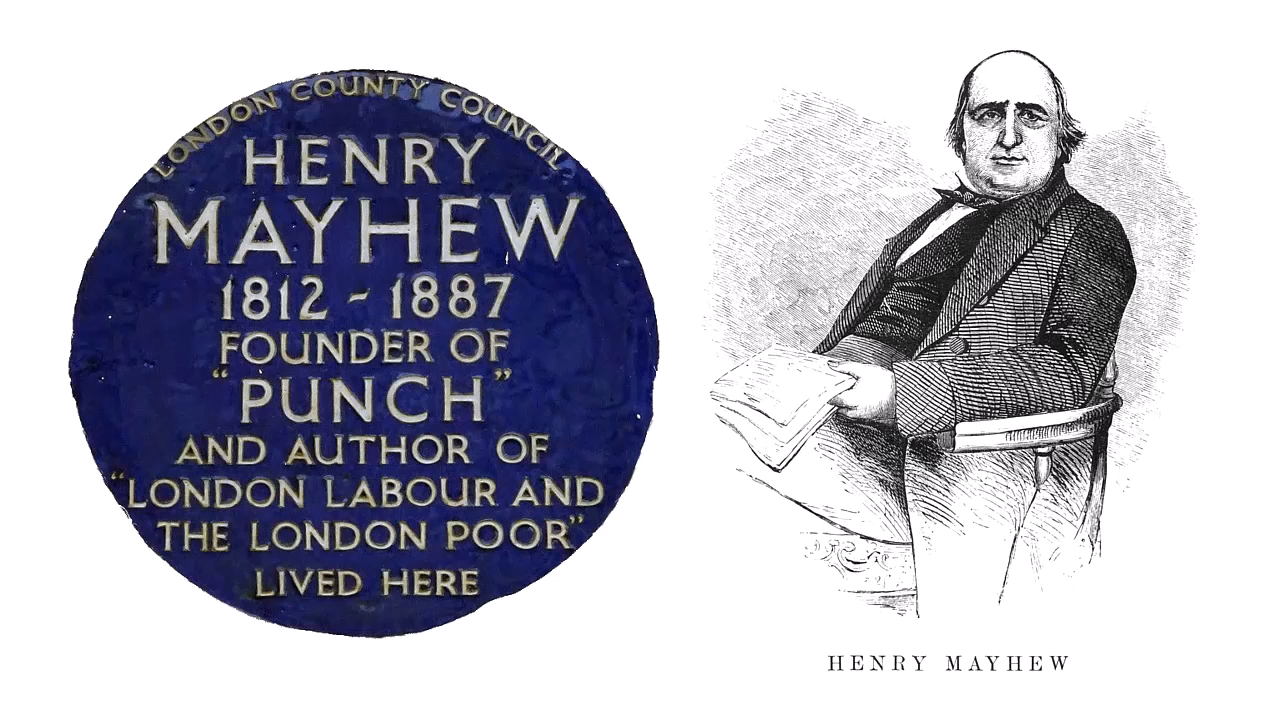 LONDON COUNTY COUNCIL
HENRY
MAYHEW
1812 - 1887
FOUNDER OF
"PUNCH"
AND AUTHOR OF
"LONDON LABOUR AND
THE LONDON POOR"
LIVED HERE
HENRY MAYHEW